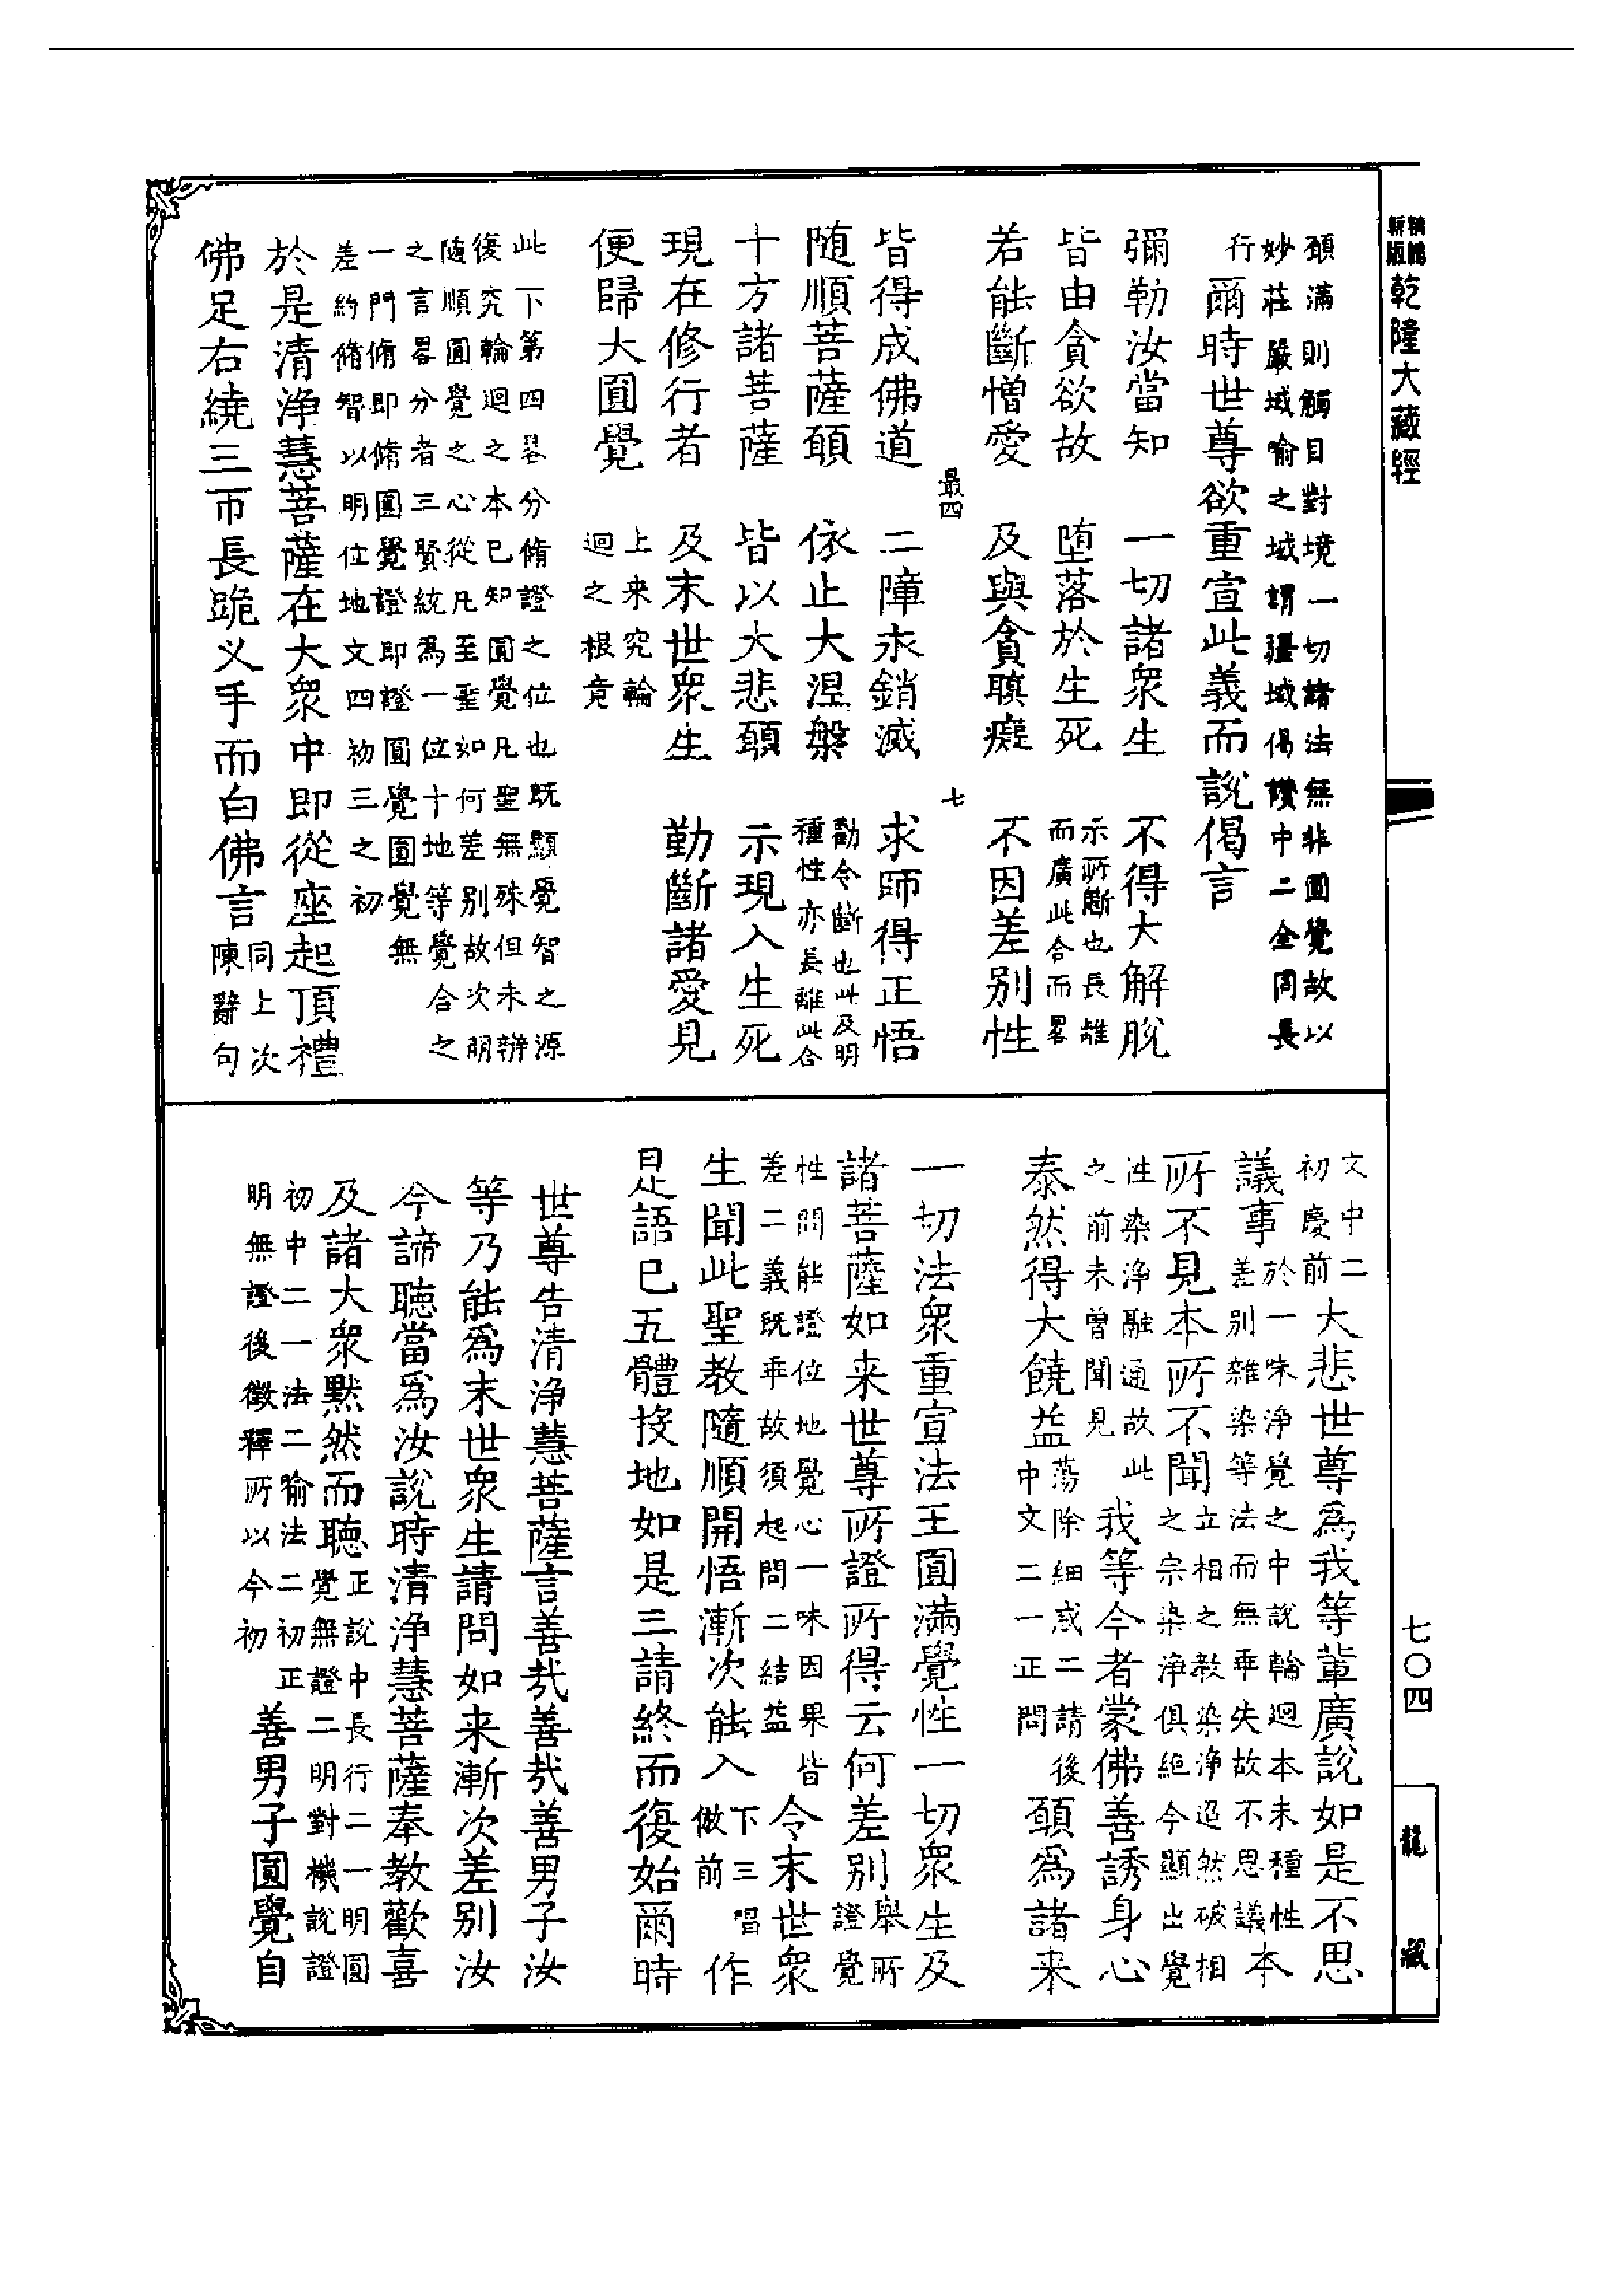 乾隆大藏經
願滿則觸目對境一切諸法無非圓覺故以
妙莊嚴域喻之域謂疆域偈讚中二全同長
行爾時世尊欲重宣此義而說偈言
彌勒汝當知 一切諸衆生 不得大解脫
皆由貪欲故 墮落於生死 示所斷也長離
而廣此合而畧
若能斷憎愛 及與貪瞋癡 不因差別性
最四 七
皆得成佛道 二障永銷滅 求師得正悟
隨順菩薩願 依止大涅槃 勸令斷也此及明
種性亦長離此合
十方諸菩薩 皆以大悲願 示現入生死
現在修行者 及末世衆生 勤斷諸愛見
便歸大圓覺 上来究輪
迴之根竟
此下第四畧分脩證之位也既顯覺智之源
復究輪迴之本已知圓覺凡聖無殊但未辨
隨順圓覺之心從凡至聖如何差別故次明
之言畧分者三賢統為一位十地等覺合之
一門脩即脩圓覺證即證圓覺圓覺無
差約脩智以明位地文四初三之初
於是清淨慧菩薩在大衆中即從座起頂禮
佛足右繞三帀長跪义手而白佛言同上次
陳辭句
文中二
初慶前大悲世尊為我等輩廣說如是不思
議事於一味淨覺之中說輪迴本末種性
差別雜染等法而無乖失故不思議本
所不見本所不聞立相之教染淨迢然破相
之宗染淨俱絶今顯出覺
性染淨融通故此
之前未曾聞見我等今者蒙佛善誘身心
泰然得大饒益蕩除細惑二請後
中文二一正問願為諸来
一切法衆重宣法王圓滿覺性一切衆生及
諸菩薩如来世尊所證所得云何差別舉所
證覺
性問能證位地覺心一味因果皆
差二義既乖故須起問二結益令末世衆
生聞此聖教隨順開悟漸次能入下三唱
倣前作
是語已五體投地如是三請終而復始爾時
世尊告清淨慧菩薩言善哉善哉善男子汝
等乃能為末世衆生請問如来漸次差別汝
今諦聽當為汝說時清淨慧菩薩奉教歡喜
及諸大衆默然而聽正說中長行二一明圓
覺無證二明對機說證
初中二一法二喻法二初正
明無證後徵釋所以今初善男子圓覺自
七〇四
龍藏